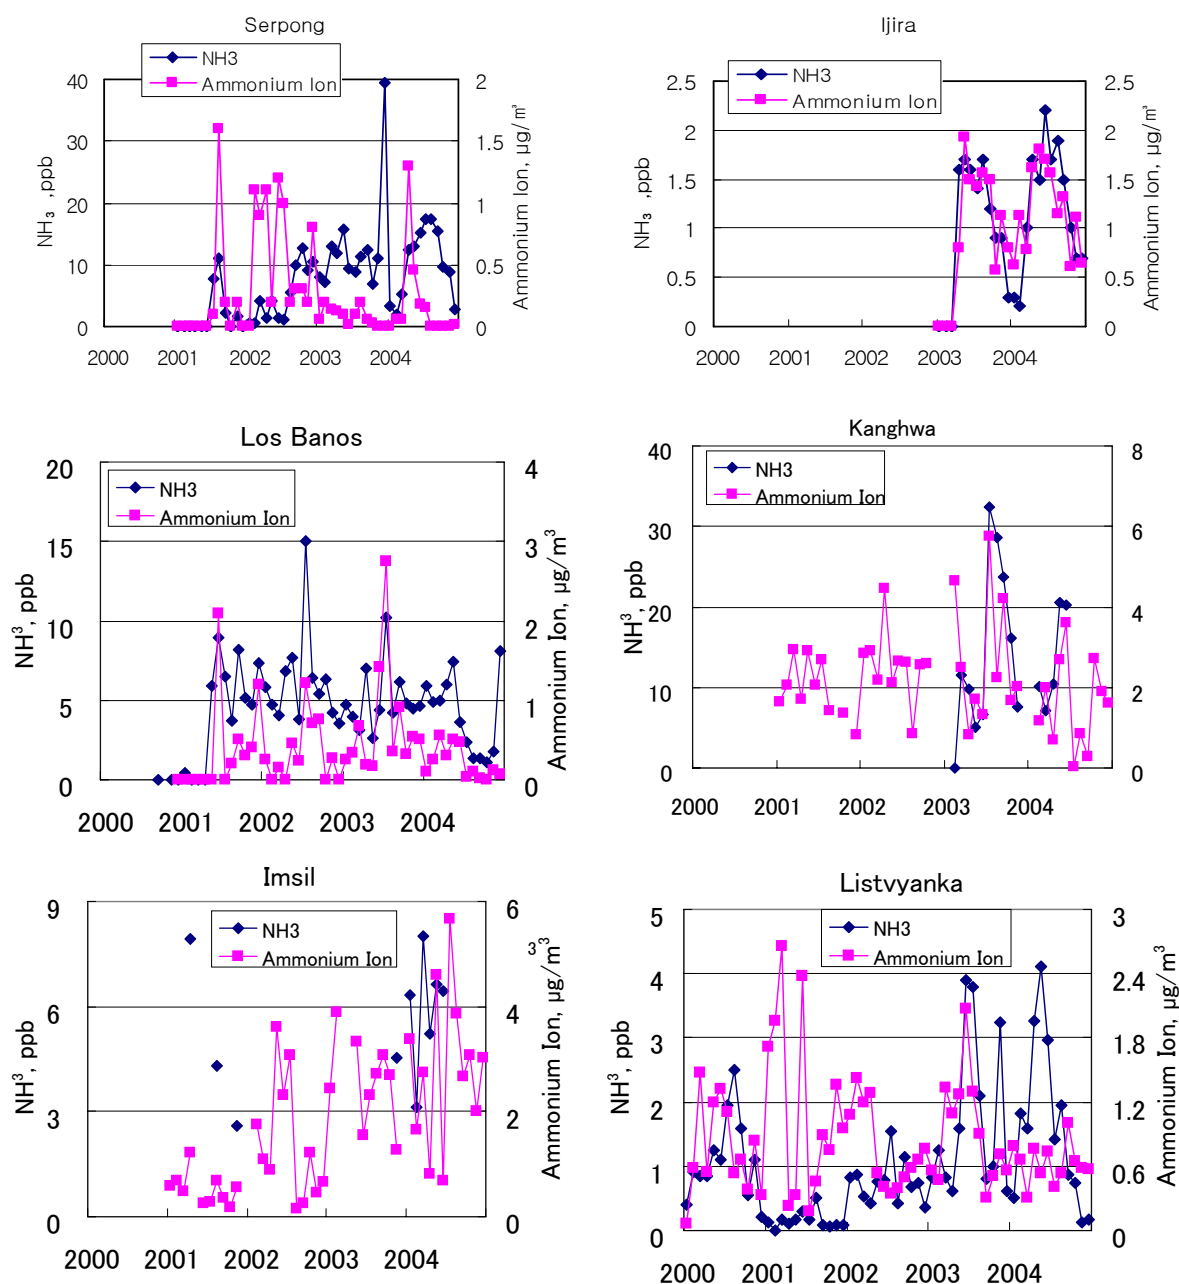 Serpong
NH3
Ammonium Ion
NH₃ ,ppb
40
30
20
10
0
2
1.5
1
0.5
0
Ammonium Ion, µg/㎥
2000 2001 2002 2003 2004
Ijira
NH3
Ammonium Ion
NH₃ ,ppb
2.5
2
1.5
1
0.5
0
2.5
2
1.5
1
0.5
0
Ammonium Ion, µg/㎥
2000 2001 2002 2003 2004
Los Banos
NH3
Ammonium Ion
NH³, ppb
20
15
10
5
0
4
3
2
1
0
Ammonium Ion, µg/m³
2000 2001 2002 2003 2004
Kanghwa
NH3
Ammonium Ion
NH³, ppb
40
30
20
10
0
8
6
4
2
0
2000 2001 2002 2003 2004
Imsil
NH3
Ammonium Ion
NH³, ppb
9
6
3
0
6
4
2
0
3
Ammonium Ion, µg/m³
2000 2001 2002 2003 2004
Listvyanka
NH3
Ammonium Ion
NH³, ppb
5
4
3
2
1
0
3
2.4
1.8
1.2
0.6
0
Ammonium Ion, µg/m³
2000 2001 2002 2003 2004